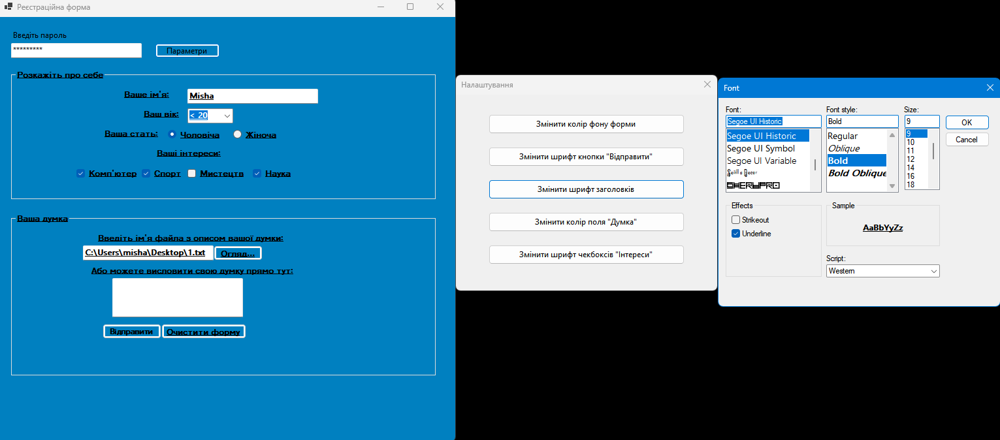 Реєстраційна форма
Введіть пароль
*********
Параметри
Розкажіть про себе
Ваше ім'я:
Misha
Ваш вік:
< 20
Ваша стать:
Чоловіча
Жіноча
Ваші інтереси:
Комп'ютер
Спорт
Мистецтв
Наука
Ваша думка
Введіть ім'я файла з описом вашої думки:
C:\Users\misha\Desktop\1.txt
Огляд...
Або можете висловити свою думку прямо тут:
Відправити
Очистити форму
Налаштування
Змінити колір фону форми
Змінити шрифт кнопки "Відправити"
Змінити шрифт заголовків
Змінити колір поля "Думка"
Змінити шрифт чекбоксів "Інтереси"
Font
Font:
Segoe UI Historic
Segoe UI Historic
Segoe UI Symbol
Segoe UI Variable
SHERYPRO
Font style:
Bold
Regular
Oblique
Bold
Bold Oblique
Size:
9
9
10
11
12
14
16
18
OK
Cancel
Effects
Strikeout
Underline
Sample
AaBbYyZz
Script:
Western